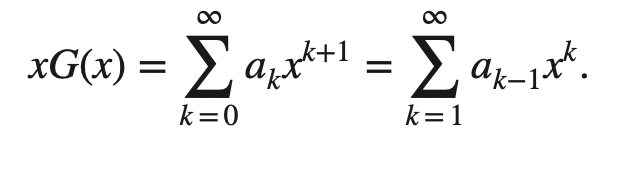 xG(x) = ∑_{k=0}^{∞} a_k x^{k+1} = ∑_{k=1}^{∞} a_{k−1} x^k.